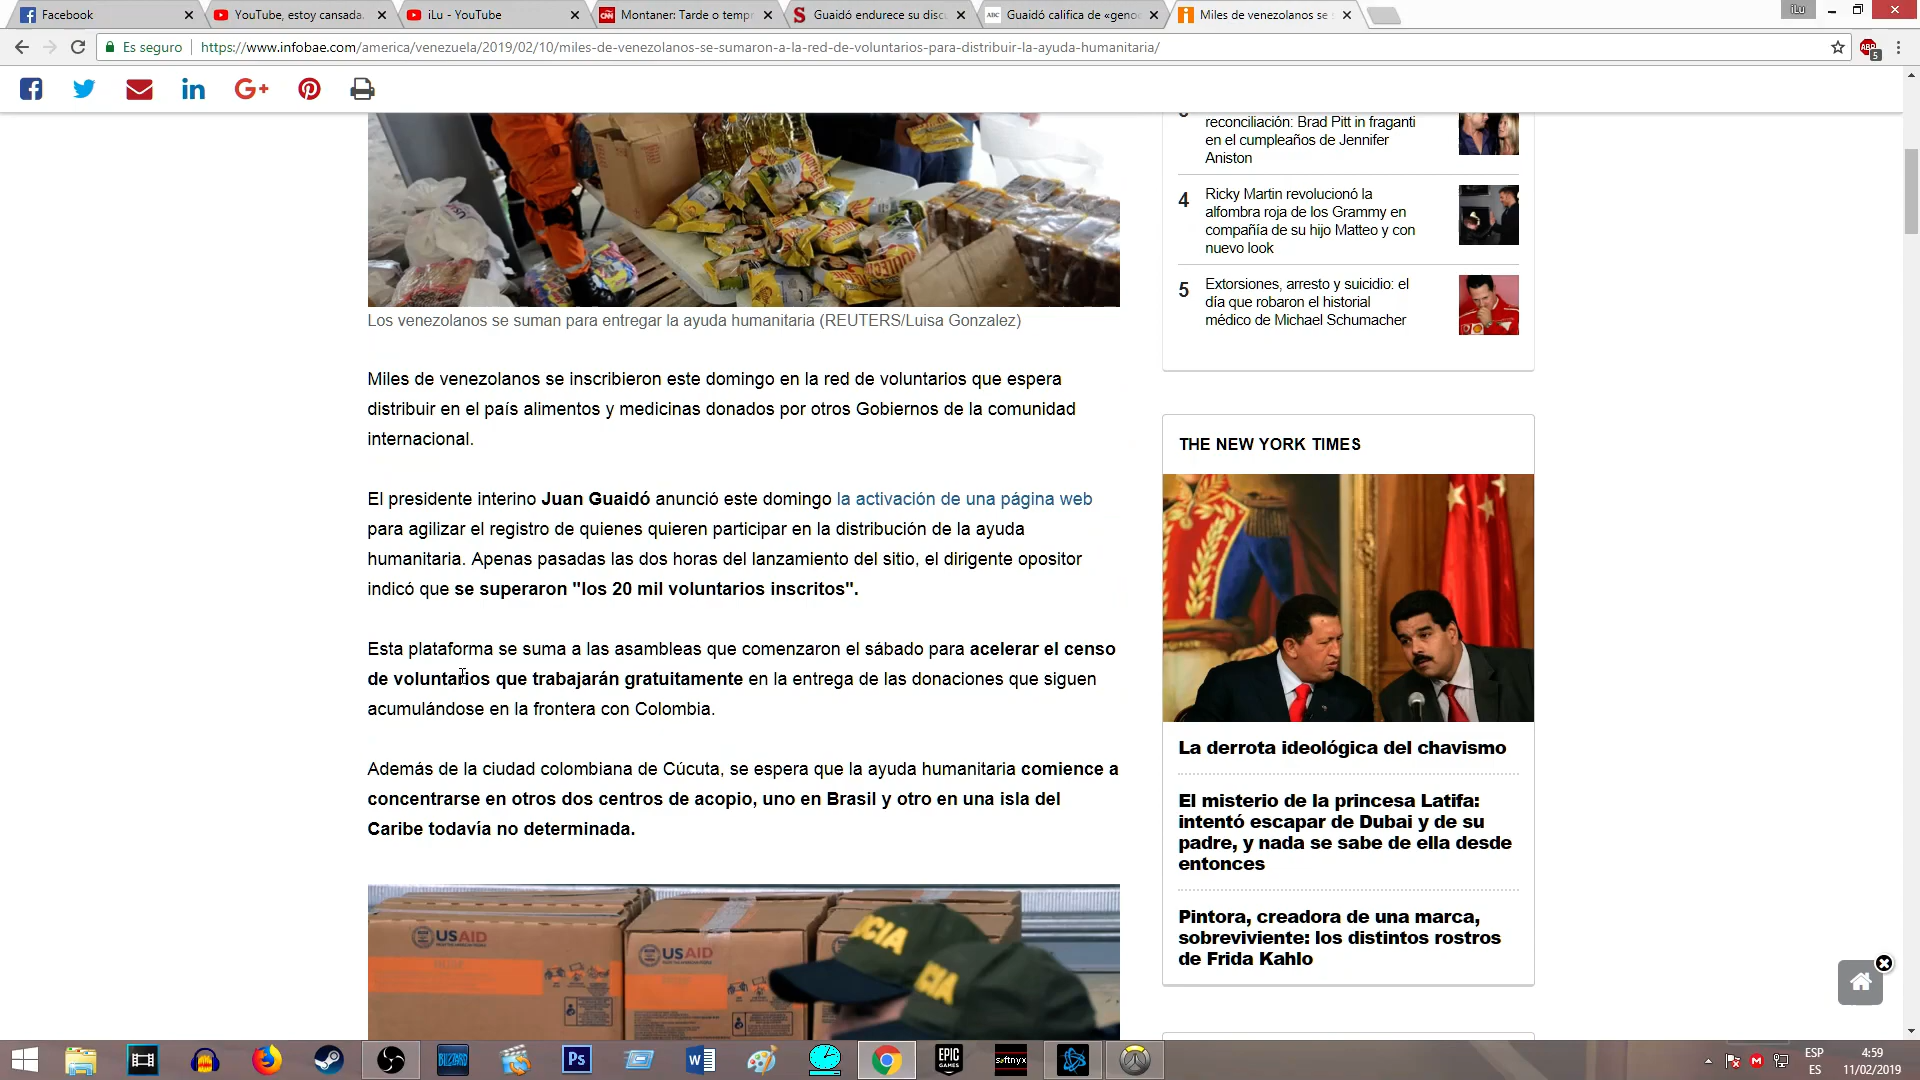 Facebook
YouTube, estoy cansada.
iLu - YouTube
Montaner: Tarde o tempr
Guaidó endurece su disc
Guaidó califica de «geno
Miles de venezolanos se
iLu
Es seguro
https://www.infobae.com/america/venezuela/2019/02/10/miles-de-venezolanos-se-sumaron-a-la-red-de-voluntarios-para-distribuir-la-ayuda-humanitaria/
ABP
5
reconciliación: Brad Pitt in fraganti
en el cumpleaños de Jennifer
Aniston
4
Ricky Martin revolucionó la
alfombra roja de los Grammy en
compañía de su hijo Matteo y con
nuevo look
5
Extorsiones, arresto y suicidio: el
día que robaron el historial
médico de Michael Schumacher
Los venezolanos se suman para entregar la ayuda humanitaria (REUTERS/Luisa Gonzalez)
Miles de venezolanos se inscribieron este domingo en la red de voluntarios que espera
distribuir en el país alimentos y medicinas donados por otros Gobiernos de la comunidad
internacional.
El presidente interino Juan Guaidó anunció este domingo la activación de una página web
para agilizar el registro de quienes quieren participar en la distribución de la ayuda
humanitaria. Apenas pasadas las dos horas del lanzamiento del sitio, el dirigente opositor
indicó que se superaron "los 20 mil voluntarios inscritos".
Esta plataforma se suma a las asambleas que comenzaron el sábado para acelerar el censo
de voluntarios que trabajarán gratuitamente en la entrega de las donaciones que siguen
acumulándose en la frontera con Colombia.
Además de la ciudad colombiana de Cúcuta, se espera que la ayuda humanitaria comience a
concentrarse en otros dos centros de acopio, uno en Brasil y otro en una isla del
Caribe todavía no determinada.
USAID
USAID
THE NEW YORK TIMES
La derrota ideológica del chavismo
El misterio de la princesa Latifa:
intentó escapar de Dubai y de su
padre, y nada se sabe de ella desde
entonces
Pintora, creadora de una marca,
sobreviviente: los distintos rostros
de Frida Kahlo
BLIZZARD
Ps
EPIC
GAMES
softnyx
ESP
ES
4:59
11/02/2019